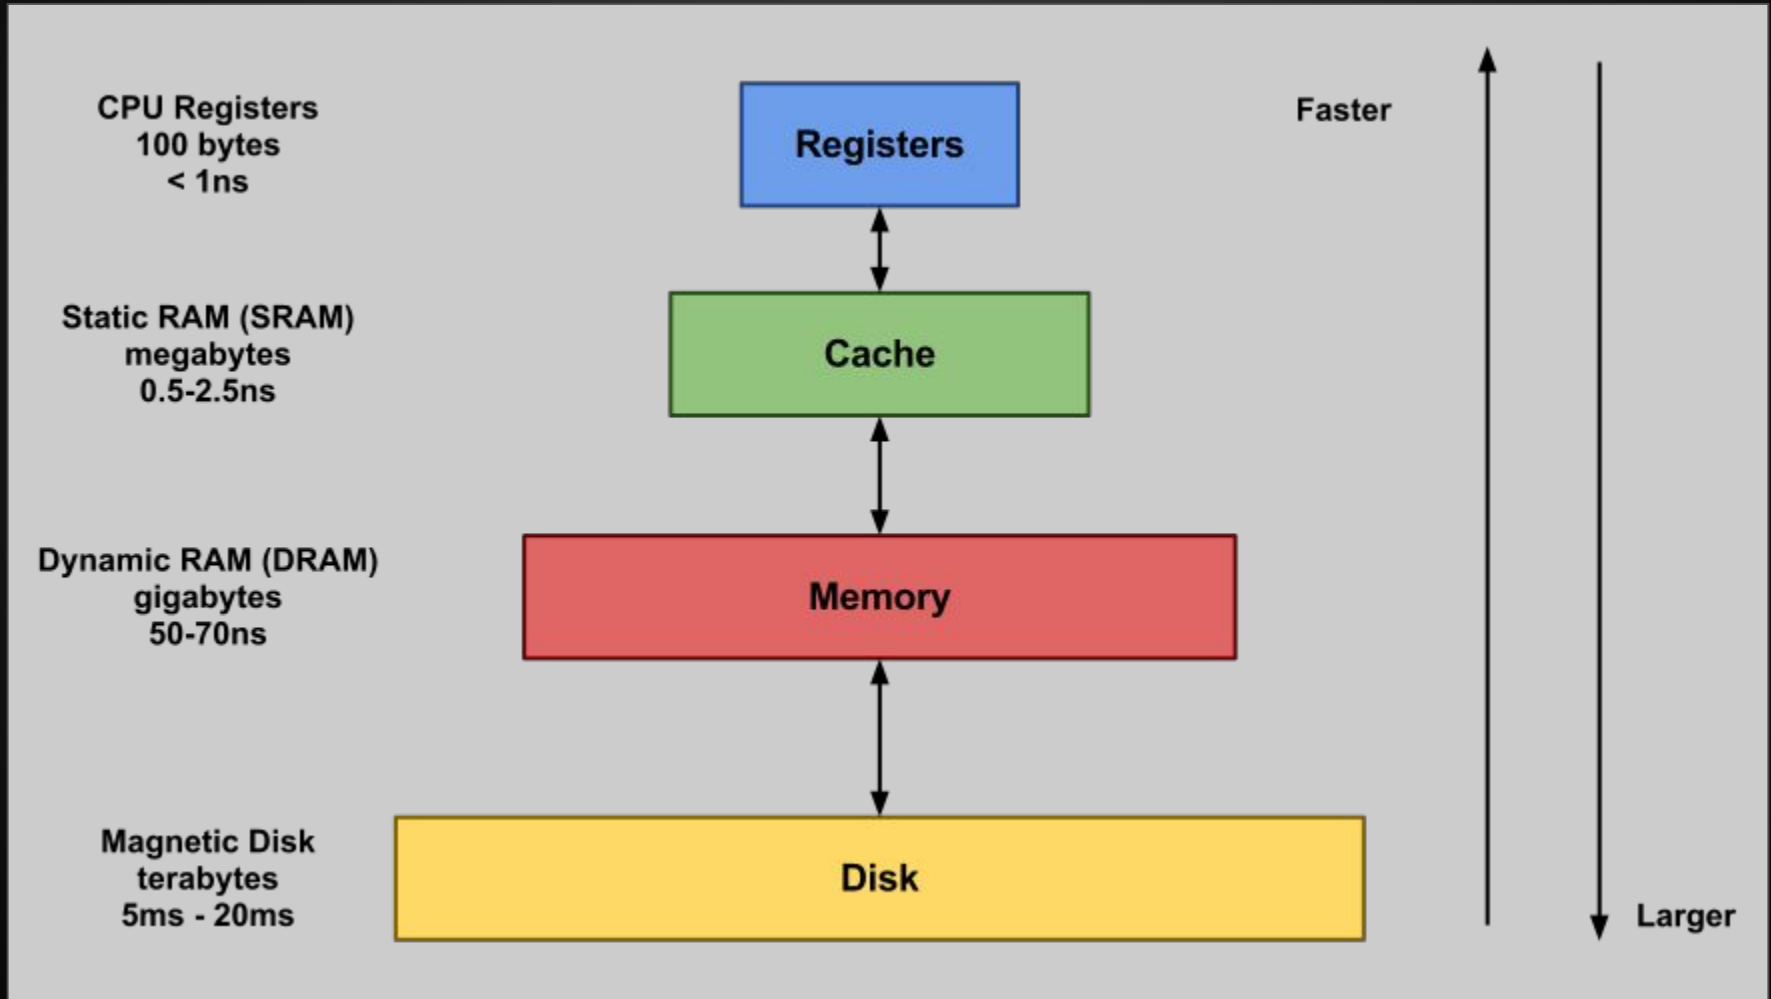 CPU Registers
100 bytes
< 1ns
Registers
Faster
Static RAM (SRAM)
megabytes
0.5-2.5ns
Cache
Dynamic RAM (DRAM)
gigabytes
50-70ns
Memory
Magnetic Disk
terabytes
5ms - 20ms
Disk
Larger